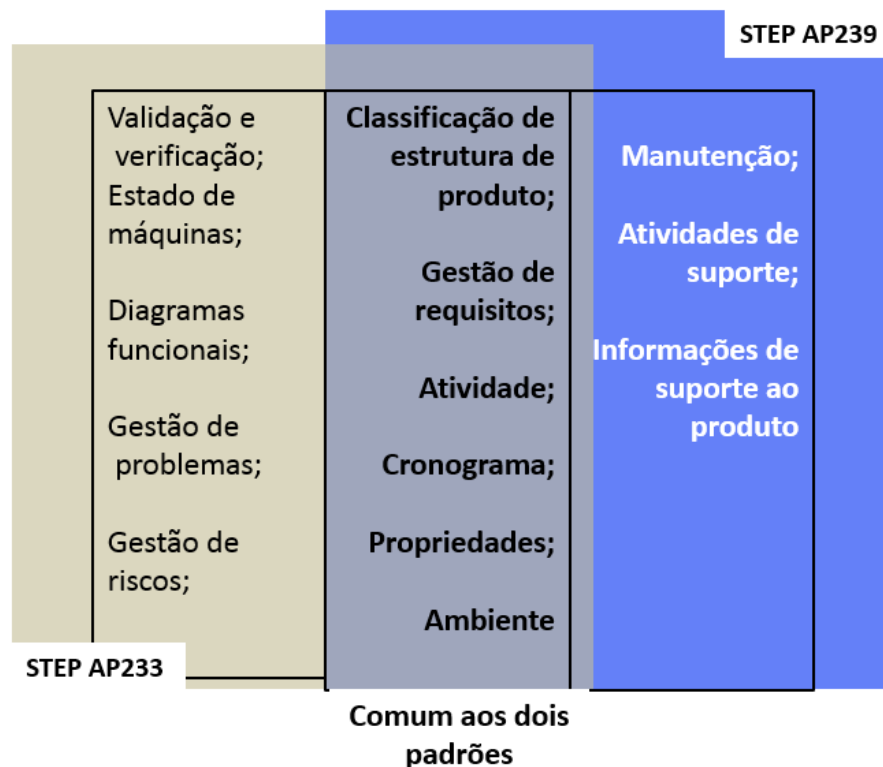 STEP AP239
Validação e
verificação;
Estado de
máquinas;
Diagramas
funcionais;
Gestão de
problemas;
Gestão de
riscos;
STEP AP233
Classificação de
estrutura de
produto;
Gestão de
requisitos;
Atividade;
Cronograma;
Propriedades;
Ambiente
Comum aos dois
padrões
Manutenção;
Atividades de
suporte;
Informações de
suporte ao
produto